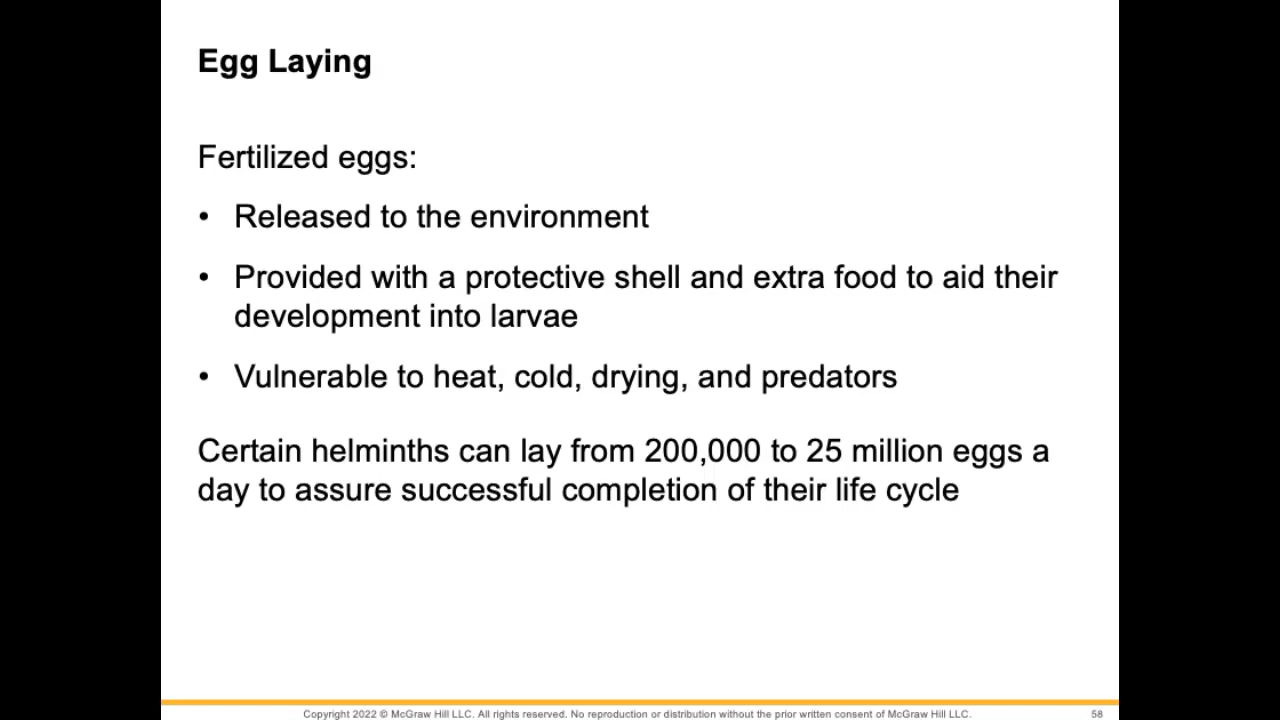 Egg Laying
Fertilized eggs:
• Released to the environment
• Provided with a protective shell and extra food to aid their
development into larvae
• Vulnerable to heat, cold, drying, and predators
Certain helminths can lay from 200,000 to 25 million eggs a
day to assure successful completion of their life cycle
Copyright 2022 © McGraw Hill LLC. All rights reserved. No reproduction or distribution without the prior written consent of McGraw Hill LLC.
58